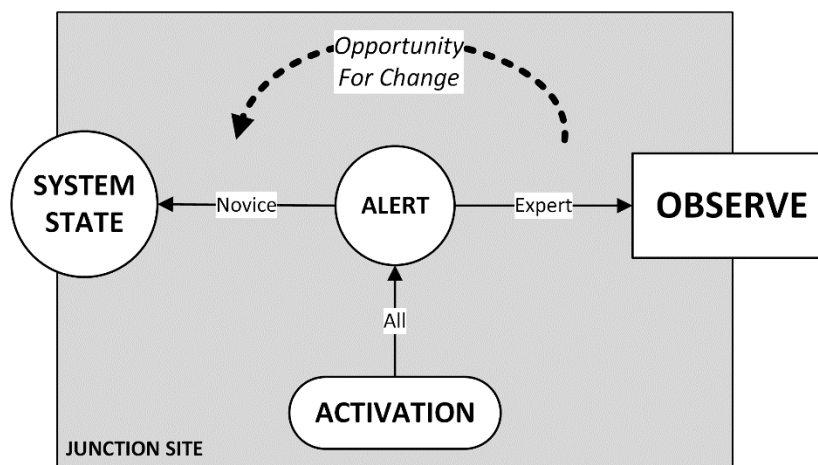 Opportunity
For Change
SYSTEM
STATE
Novice
ALERT
Expert
OBSERVE
All
ACTIVATION
JUNCTION SITE